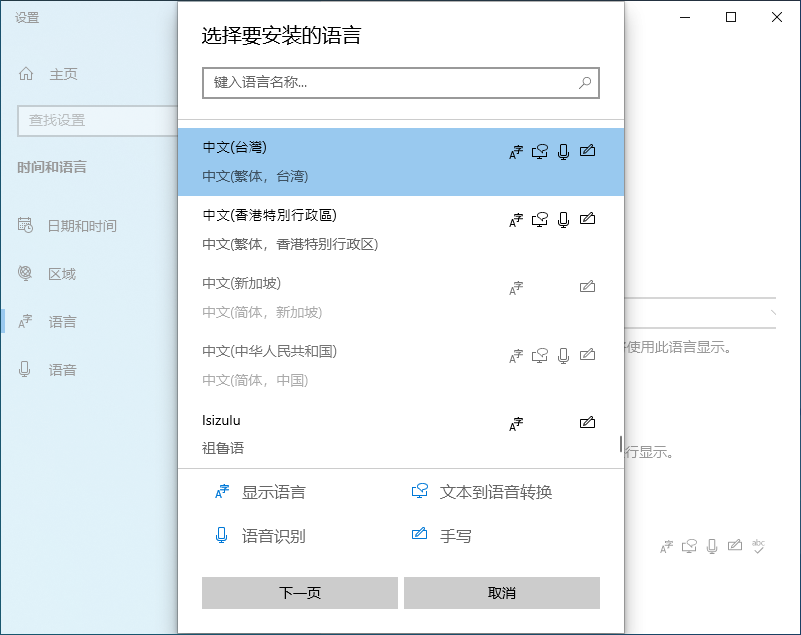 设置
主页
查找设置
时间和语言
日期和时间
区域
语言
语音
选择要安装的语言
键入语言名称...
中文(台灣)
中文(繁体，台湾)
中文(香港特別行政區)
中文(繁体，香港特别行政区)
中文(新加坡)
中文(简体，新加坡)
中文(中华人民共和国)
中文(简体，中国)
Isizulu
祖鲁语
显示语言
文本到语音转换
语音识别
手写
下一页
取消
使用此语言显示。
行显示。
abc